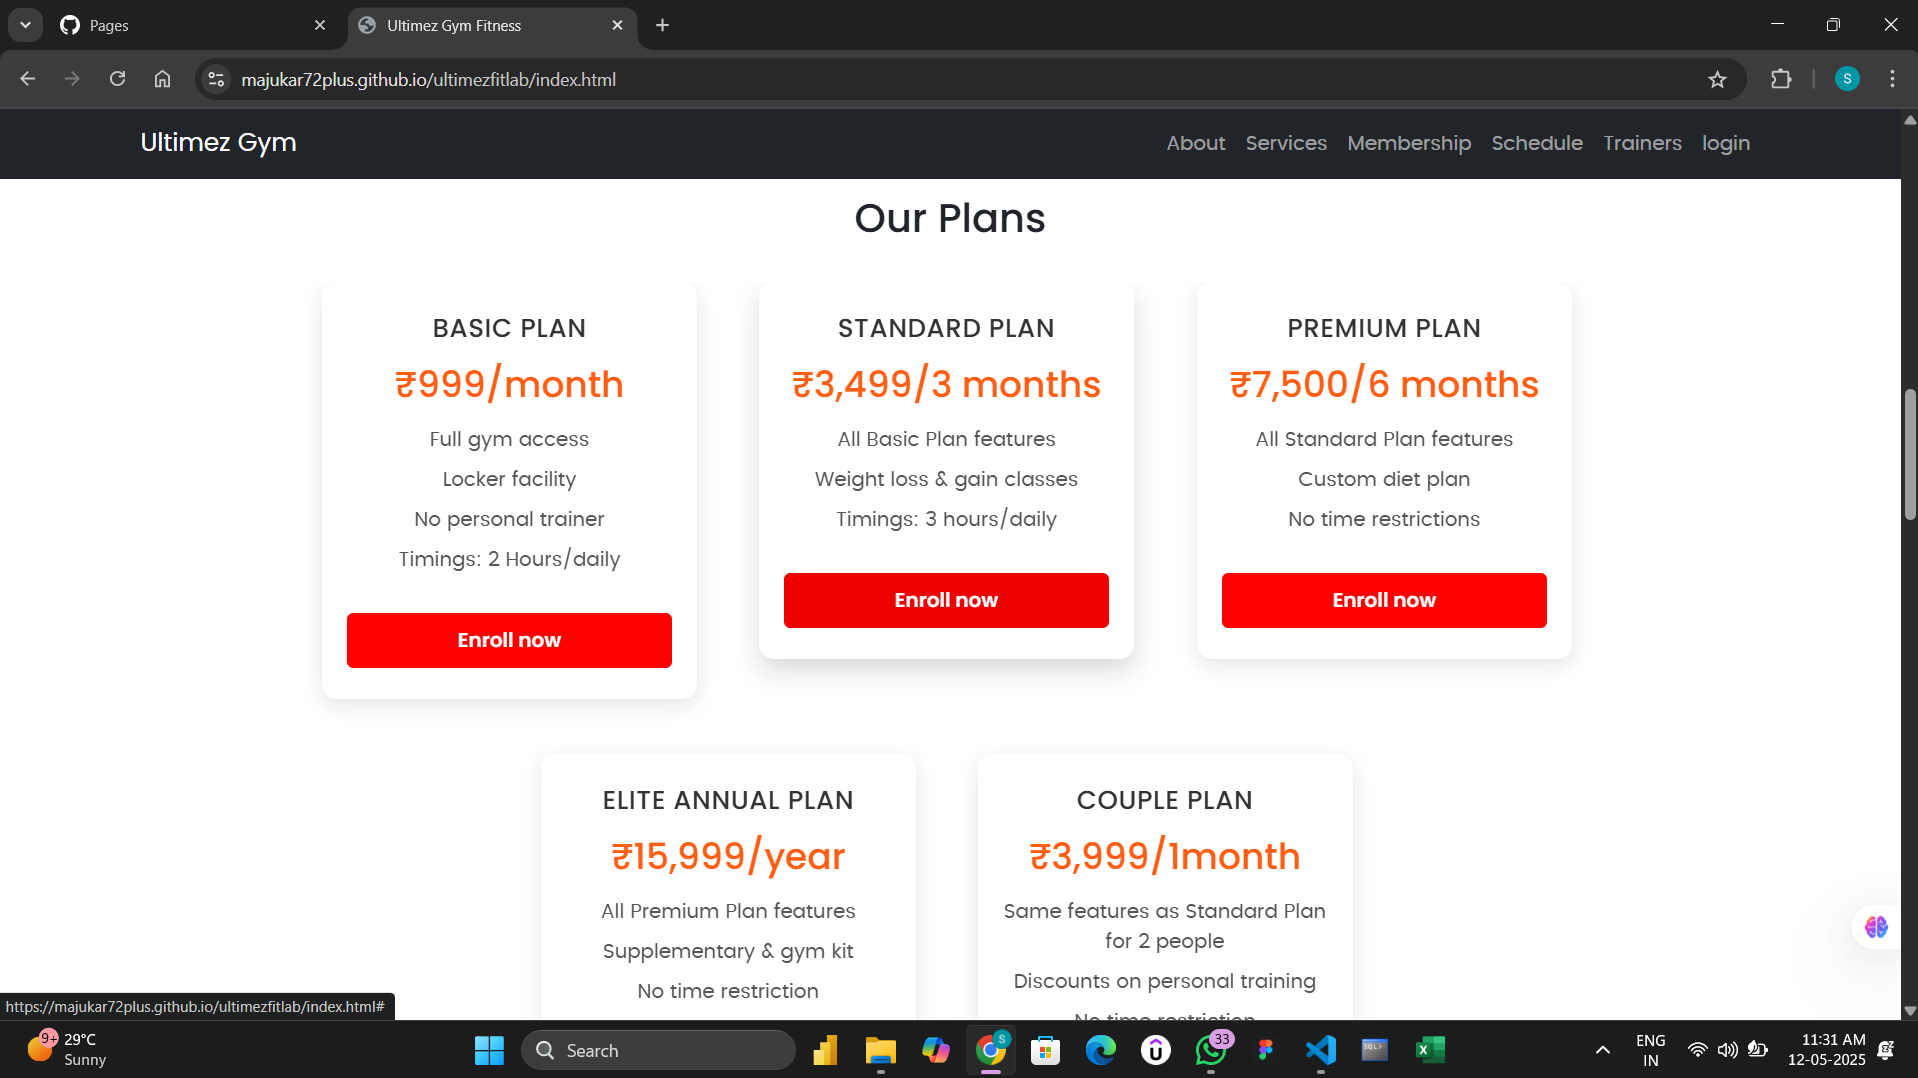 Pages
Ultimez Gym Fitness
majukar72plus.github.io/ultimezfitlab/index.html
S
Ultimez Gym
About Services Membership Schedule Trainers login
Our Plans
BASIC PLAN
₹999/month
Full gym access
Locker facility
No personal trainer
Timings: 2 Hours/daily
Enroll now
STANDARD PLAN
₹3,499/3 months
All Basic Plan features
Weight loss & gain classes
Timings: 3 hours/daily
Enroll now
PREMIUM PLAN
₹7,500/6 months
All Standard Plan features
Custom diet plan
No time restrictions
Enroll now
ELITE ANNUAL PLAN
₹15,999/year
All Premium Plan features
Supplementary & gym kit
No time restriction
COUPLE PLAN
₹3,999/1month
Same features as Standard Plan
for 2 people
Discounts on personal training
No time restriction
https://majukar72plus.github.io/ultimezfitlab/index.html#
9+
29°C
Sunny
Search
S
33
SQL>
ENG
IN
11:31 AM
12-05-2025